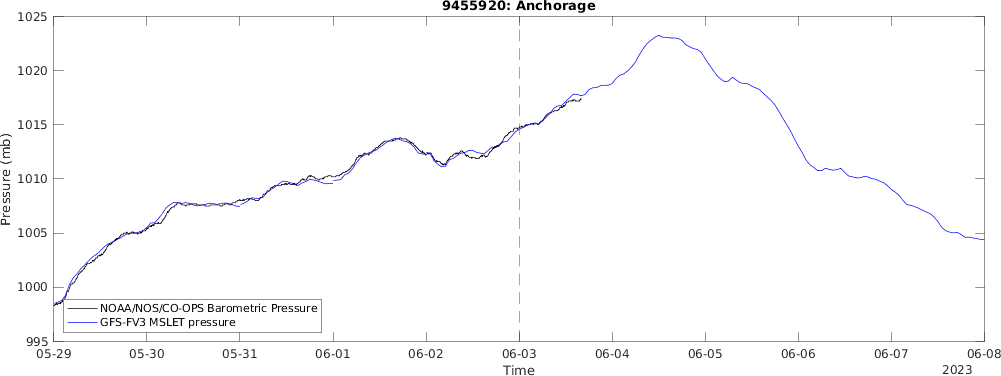 9455920: Anchorage
Pressure (mb)
1025
1020
1015
1010
1005
1000
995
NOAA/NOS/CO-OPS Barometric Pressure
GFS-FV3 MSLET pressure
05-29 05-30 05-31 06-01 06-02 06-03 06-04 06-05 06-06 06-07 06-08
Time
2023